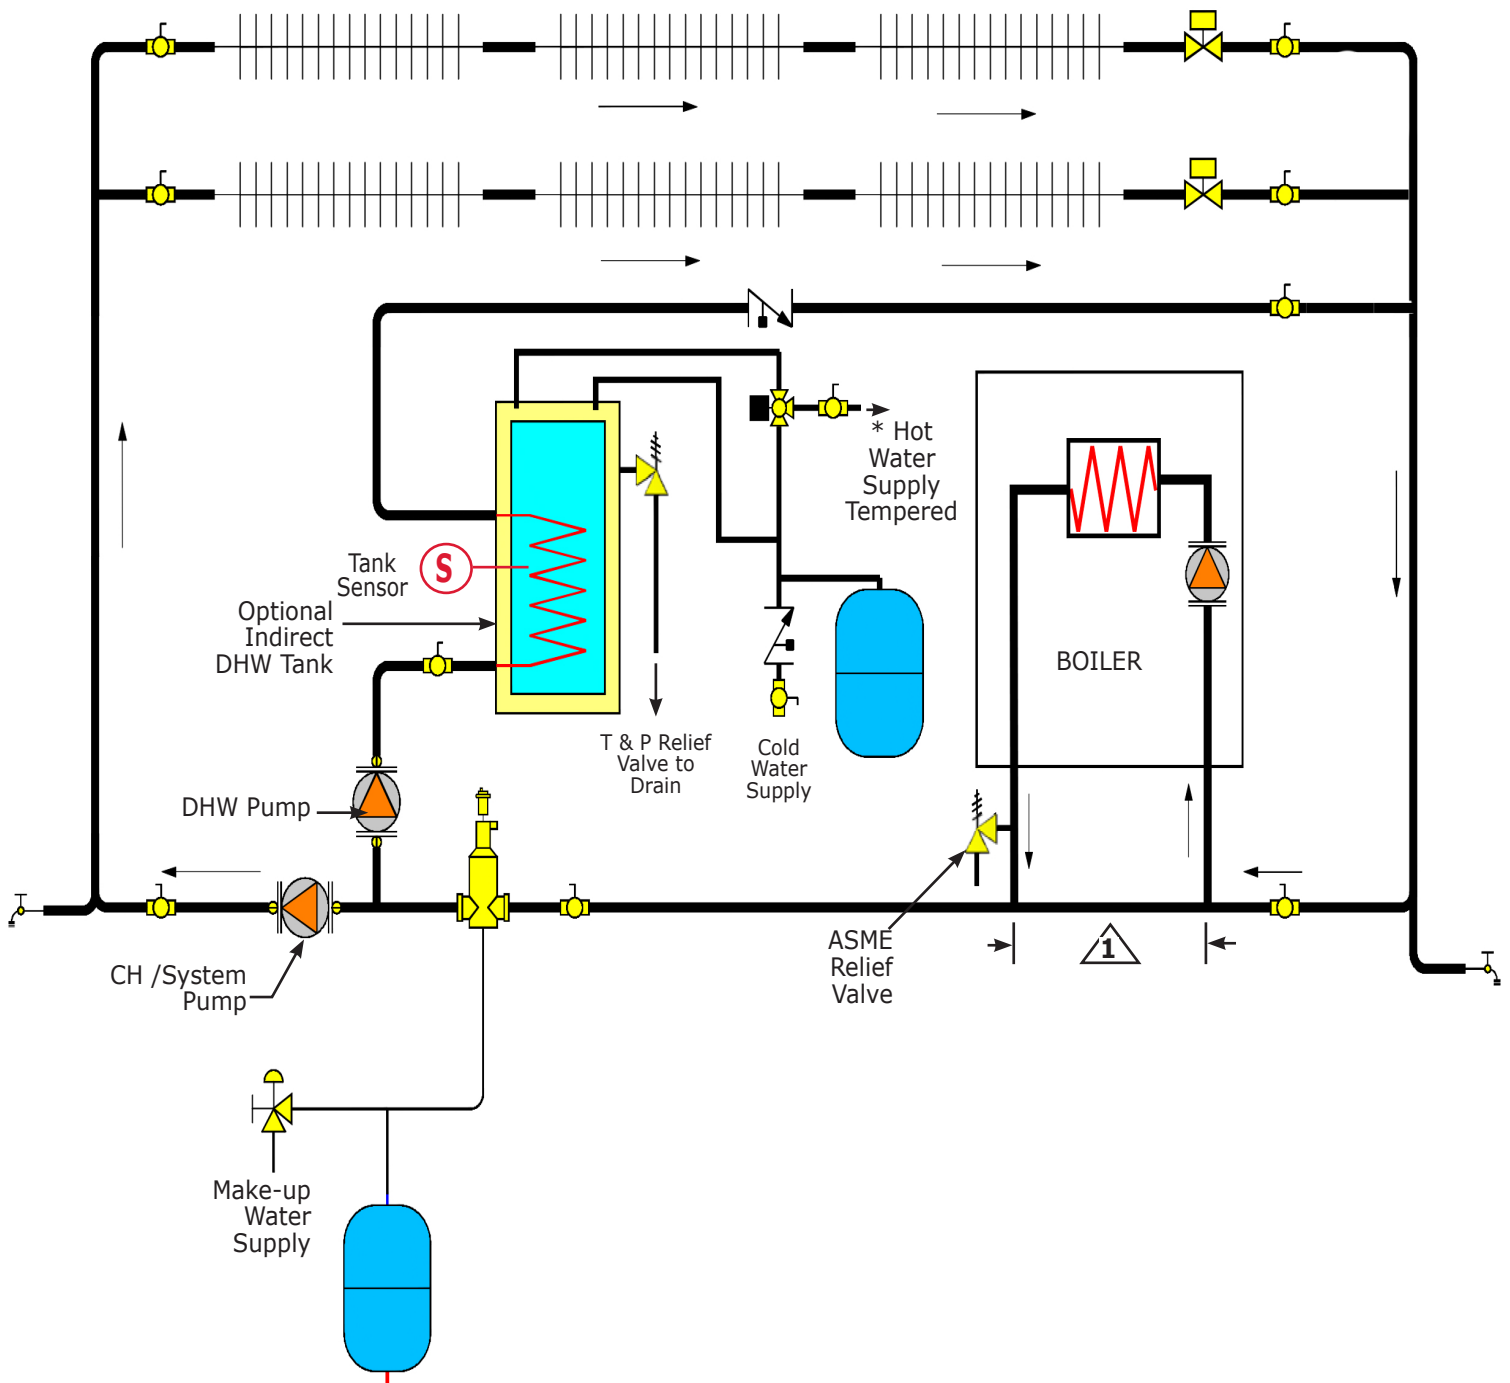 * Hot
Water
Supply
Tempered
Tank
Sensor
S
Optional
Indirect
DHW Tank
BOILER
T & P Relief
Valve to
Drain
Cold
Water
Supply
DHW Pump
ASME
Relief
Valve
1
CH /System
Pump
Make-up
Water
Supply